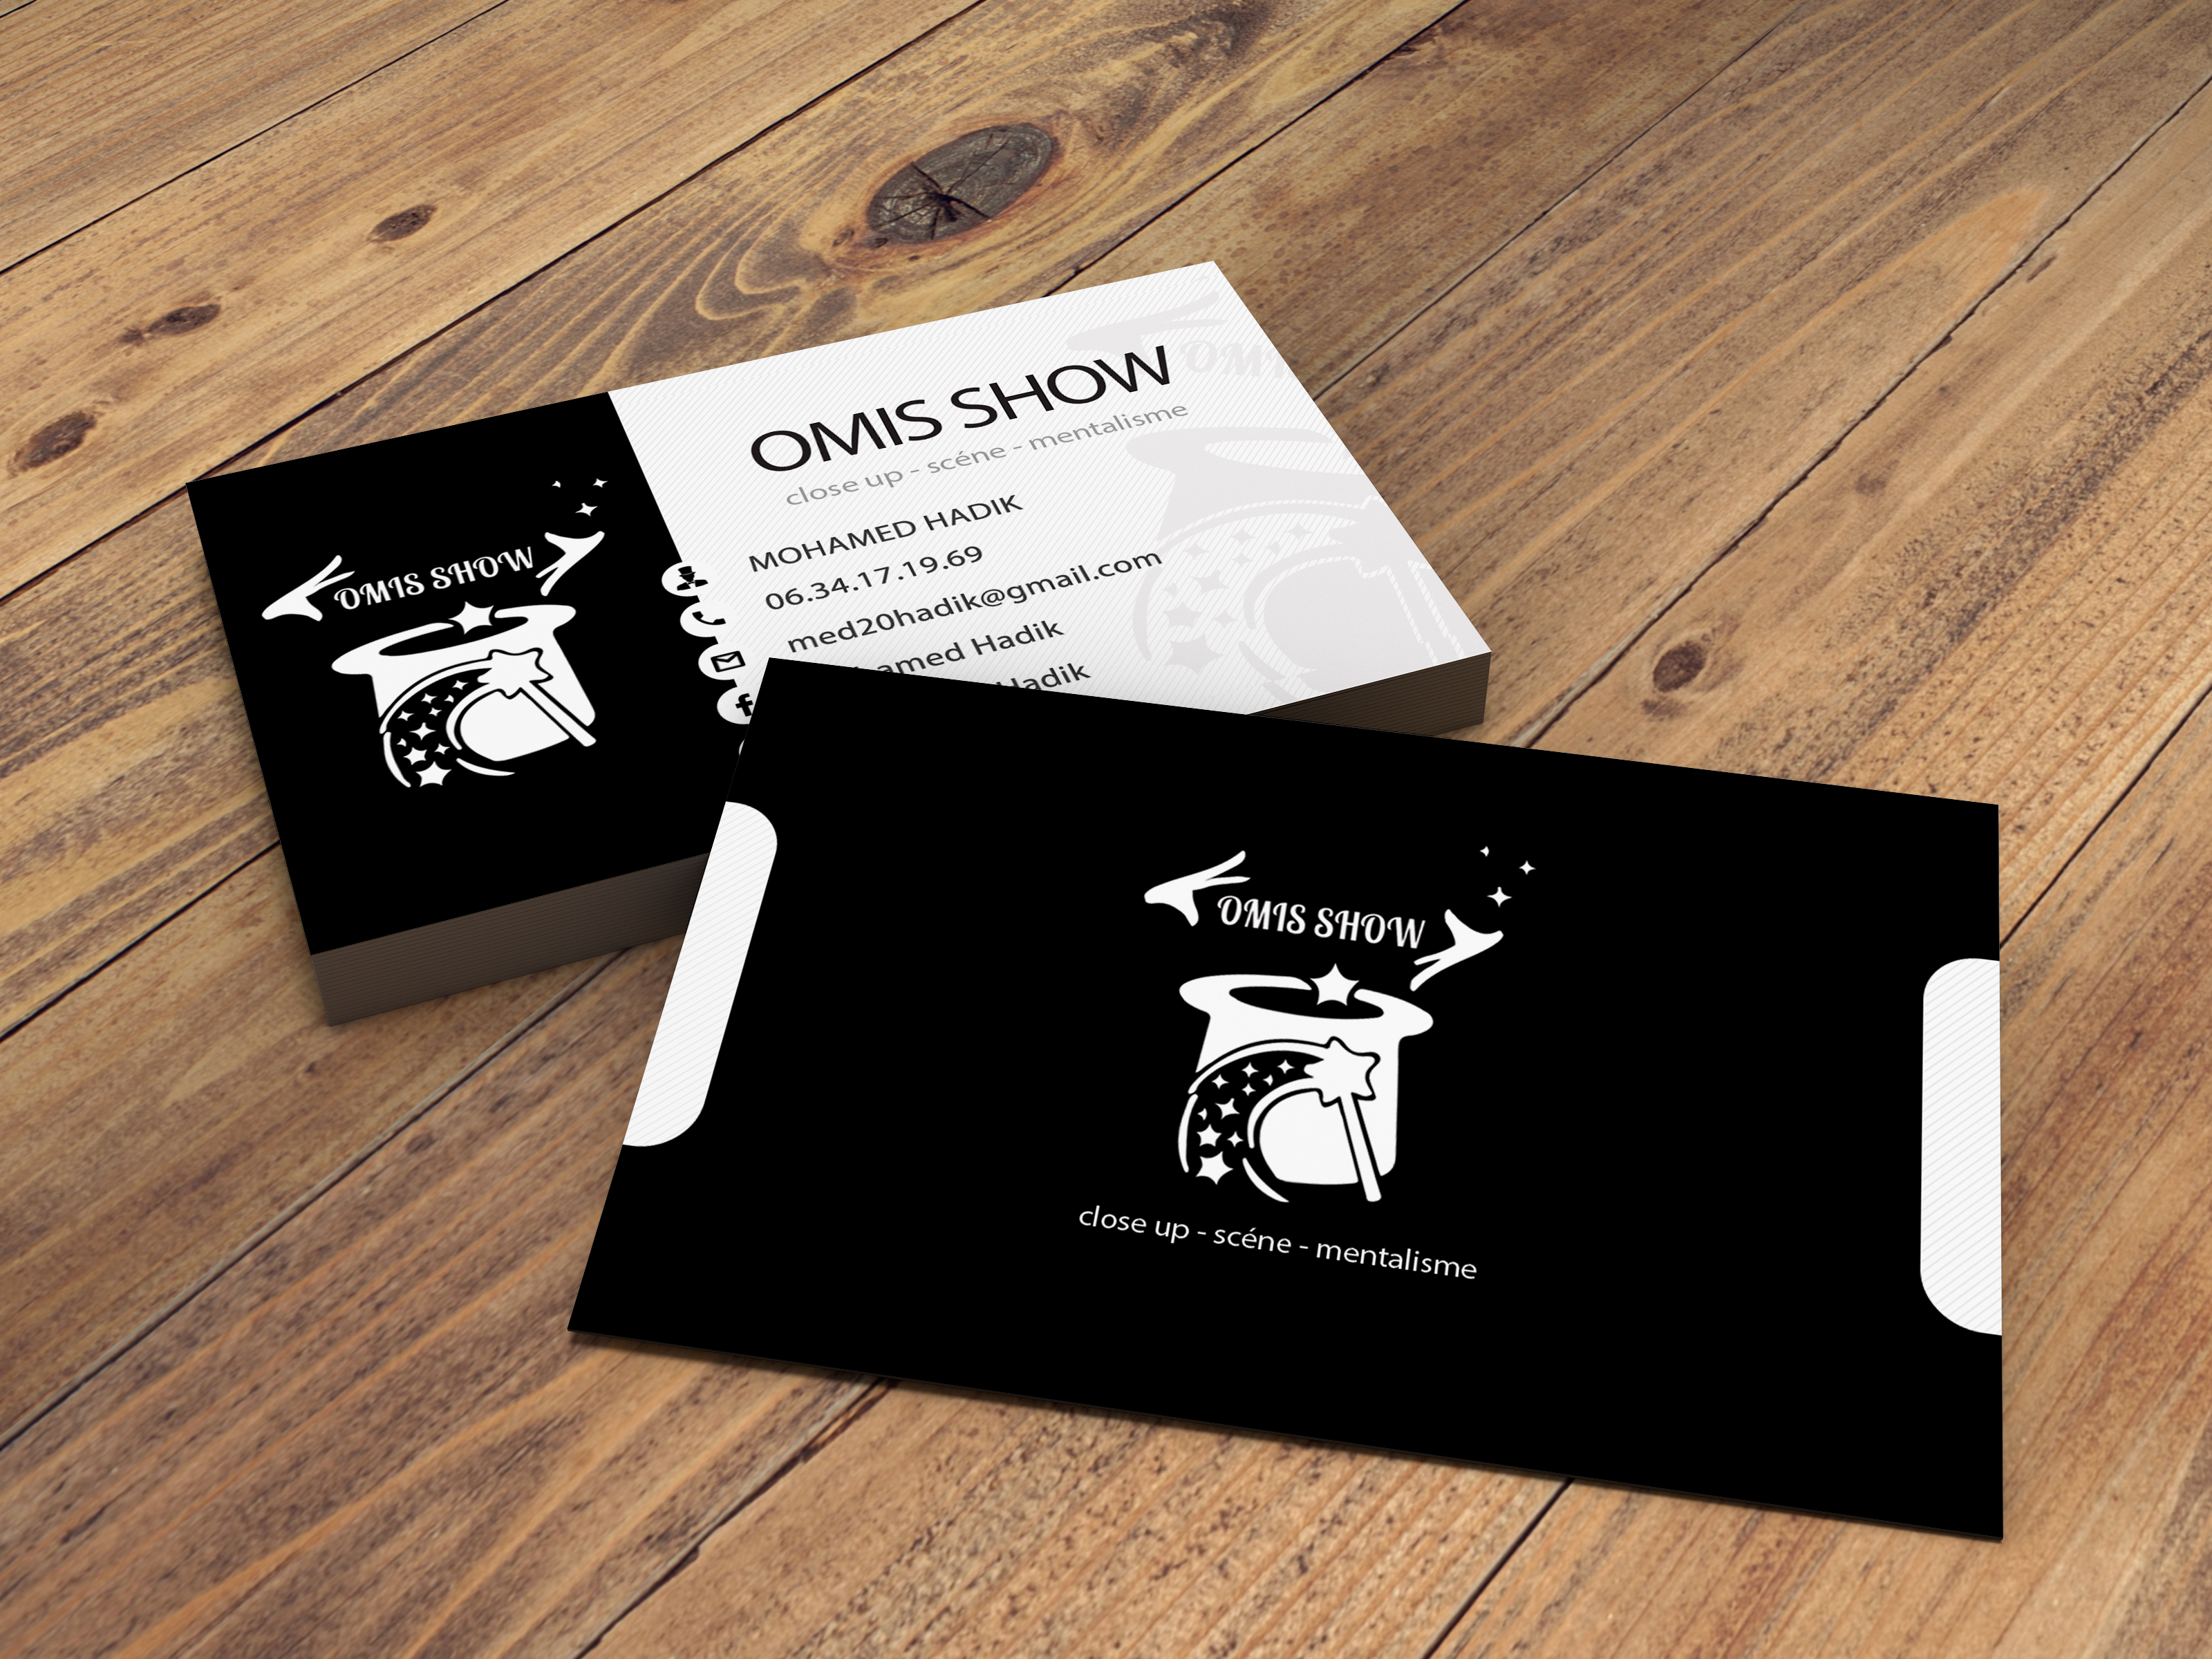 OMIS SHOW
OMIS SHOW
close up - scéne - mentalisme
MOHAMED HADIK
06.34.17.19.69
med20hadik@gmail.com
Hadik
Hadik
OMI
OMIS SHOW
close up - scéne - mentalisme